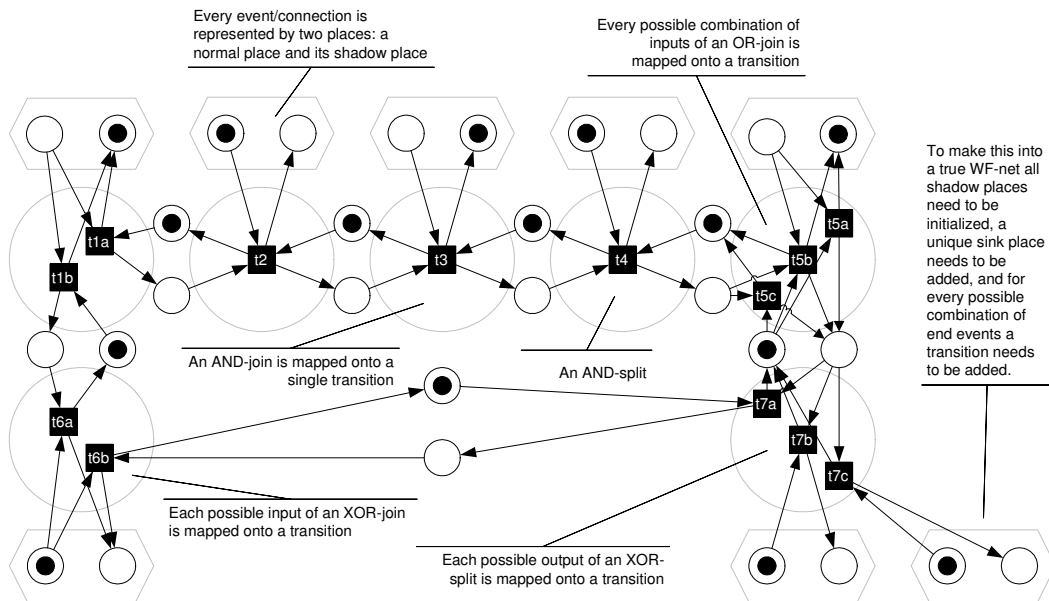 Every event/connection is
represented by two places: a
normal place and its shadow place
Every possible combination of
inputs of an OR-join is
mapped onto a transition
To make this into
a true WF-net all
shadow places
need to be
initialized, a
unique sink place
needs to be
added, and for
every possible
combination of
end events a
transition needs
to be added.
t1a
t5a
t1b
t2
t3
t4
t5b
t5c
An AND-join is mapped onto a
single transition
An AND-split
t6a
t7a
t6b
t7b
t7c
Each possible input of an XOR-join
is mapped onto a transition
Each possible output of an XOR-
split is mapped onto a transition